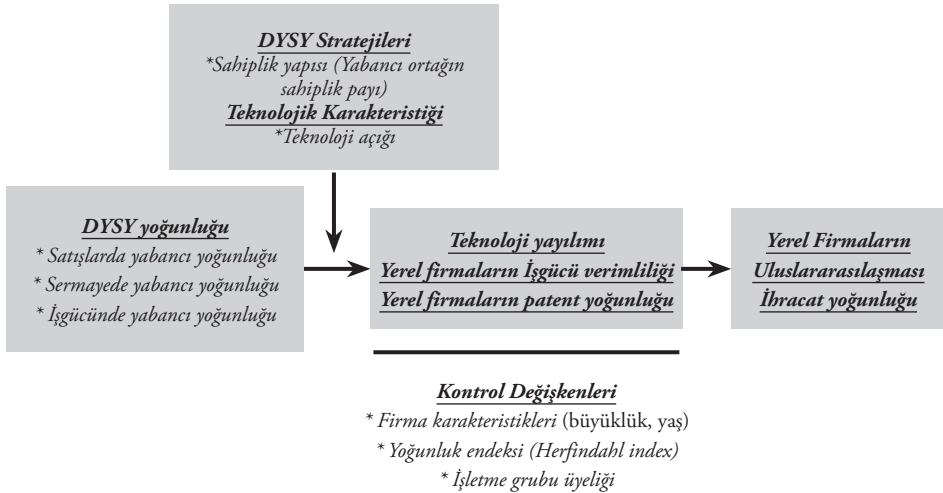 DYSY Stratejileri
*Sahiplik yapısı (Yabancı ortağın
sahiplik payı)
Teknolojik Karakteristiği
*Teknoloji açığı
DYSY yoğunluğu
* Satışlarda yabancı yoğunluğu
* Sermayede yabancı yoğunluğu
* İşgücünde yabancı yoğunluğu
Teknoloji yayılımı
Yerel firmaların İşgücü verimliliği
Yerel firmaların patent yoğunluğu
Yerel Firmaların
Uluslararasılaşması
İhracat yoğunluğu
Kontrol Değişkenleri
* Firma karakteristikleri (büyüklük, yaş)
* Yoğunluk endeksi (Herfindahl index)
* İşletme grubu üyeliği